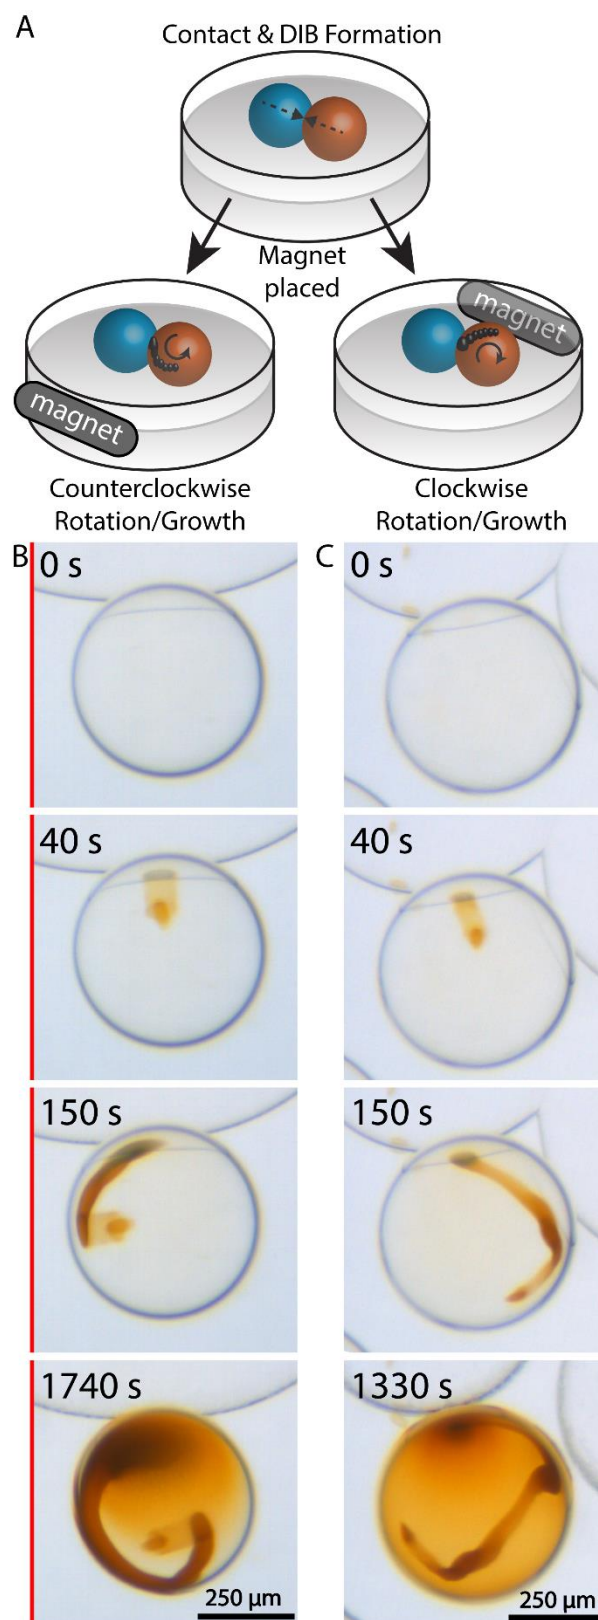 A
Contact & DIB Formation
Magnet
placed
magnet
magnet
Counterclockwise
Rotation/Growth
Clockwise
Rotation/Growth
B
0 s
C
0 s
40 s
40 s
150 s
150 s
1740 s
1330 s
250 µm
250 µm